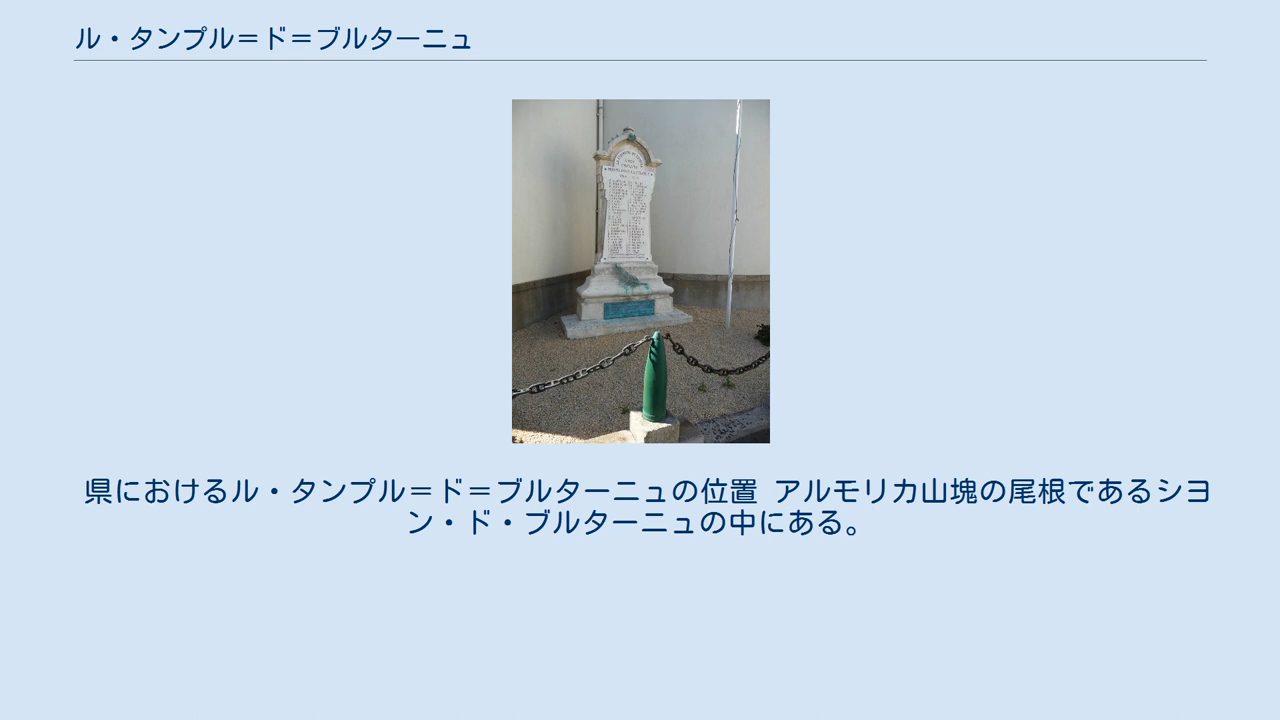 ル・タンプル＝ド＝ブルターニュ
県におけるル・タンプル＝ド＝ブルターニュの位置 アルモリカ山塊の尾根であるシヨ
ン・ド・ブルターニュの中にある。